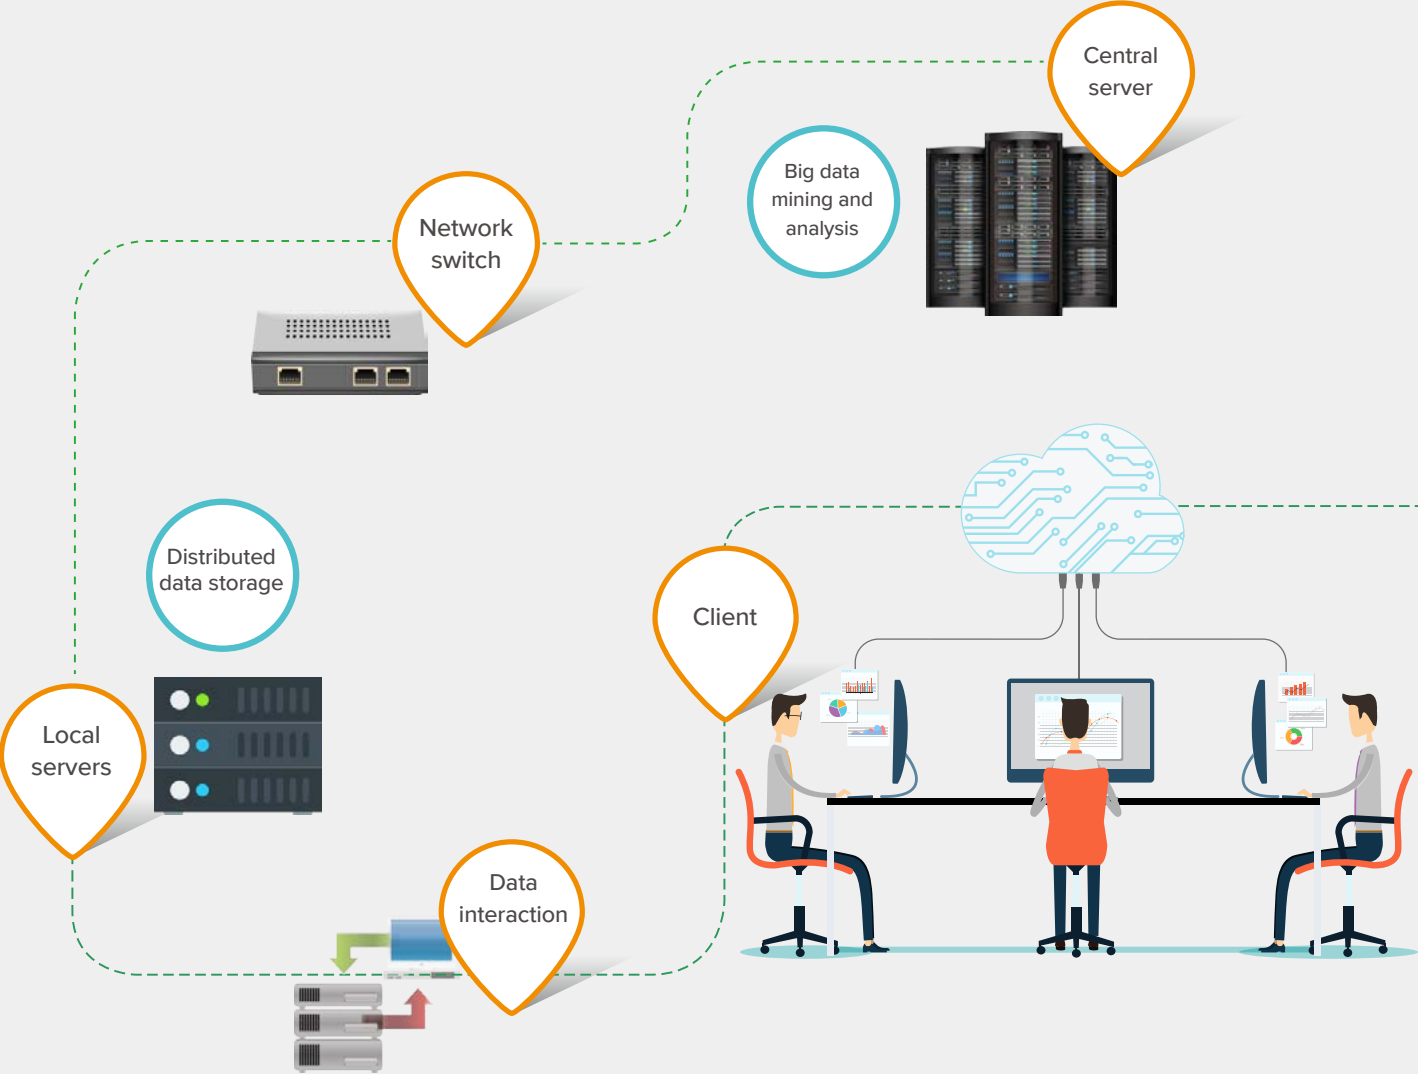 Central
server
Big data
mining and
analysis
Network
switch
Distributed
data storage
Client
Local
servers
Data
interaction